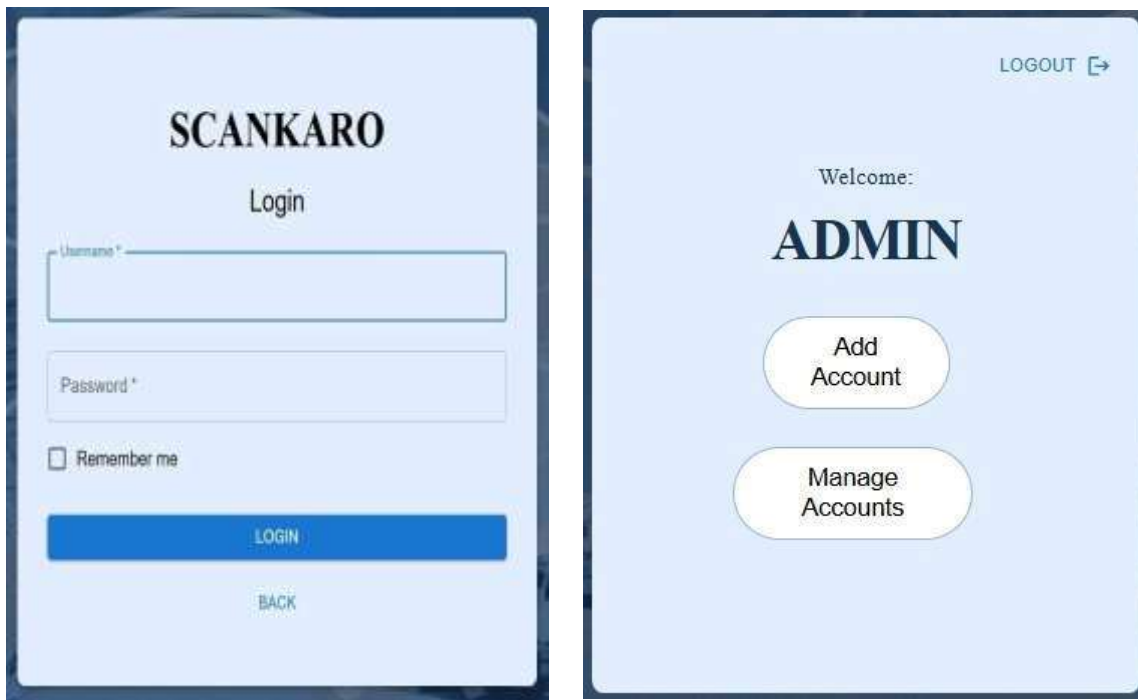 SCANKARO
Login
Username *
Password *
Remember me
LOGIN
BACK
LOGOUT
Welcome:
ADMIN
Add
Account
Manage
Accounts